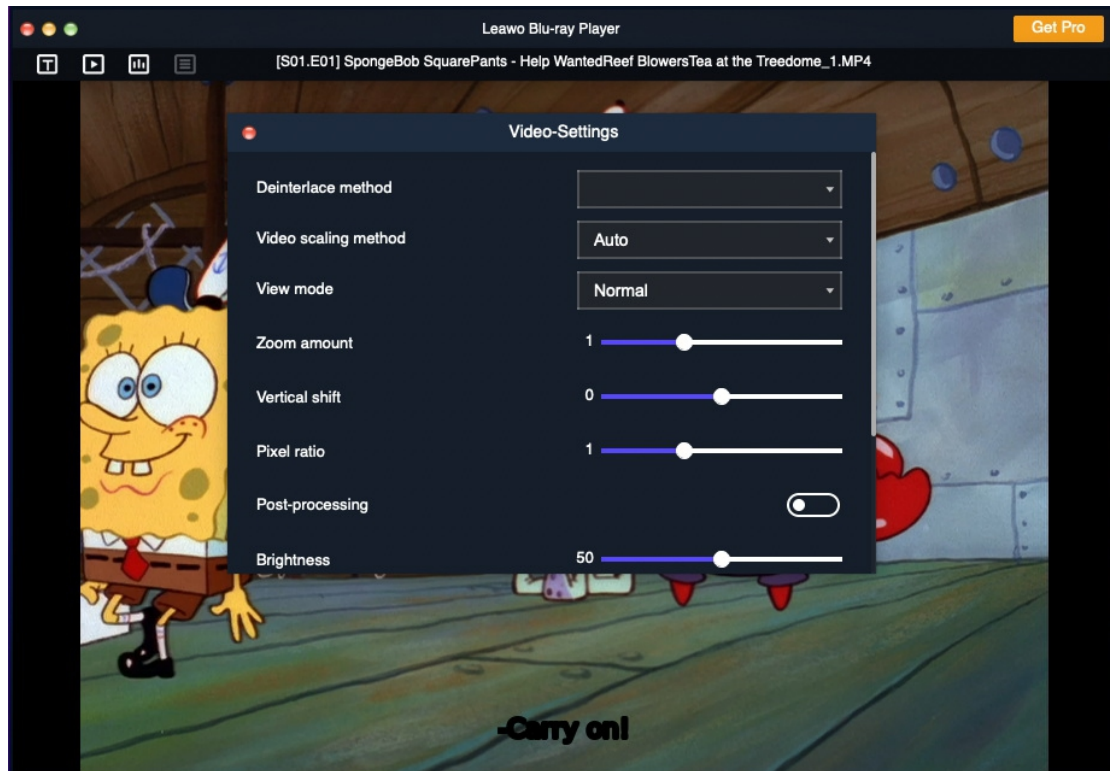 Leawo Blu-ray Player
Get Pro
T
[S01.E01] SpongeBob SquarePants - Help WantedReef BlowersTea at the Treedome_1.MP4
Video-Settings
Deinterlace method
Video scaling method Auto
View mode Normal
Zoom amount 1
Vertical shift 0
Pixel ratio 1
Post-processing
Brightness 50
-Carry on!